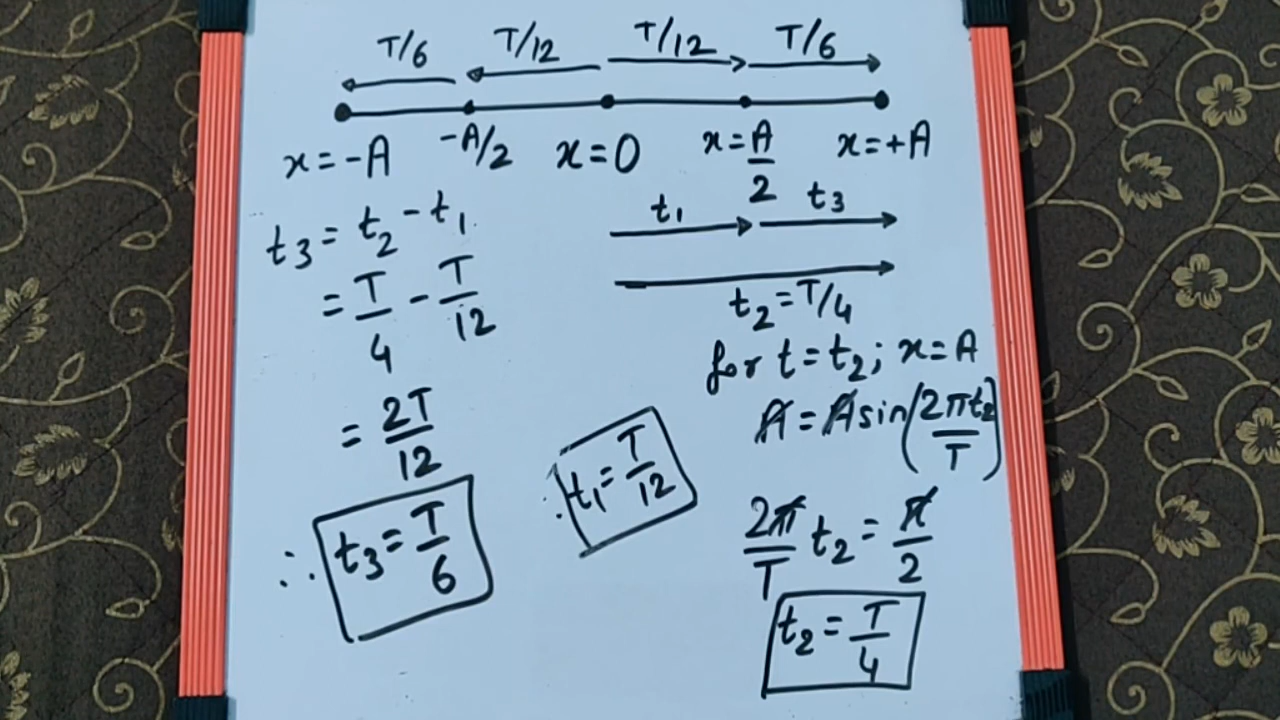 T/6 T/12 T/12 T/6
x=-A -A/2 x=0 x=A/2 x=+A
t₁ t₃
t₂=T/4
t₃=t₂-t₁
=T/4-T/12
=2T/12
∴ t₃=T/6
∴ t₁=T/12
for t=t₂; x=A
A=A sin(2πt₂/T)
2π/T t₂=π/2
t₂=T/4